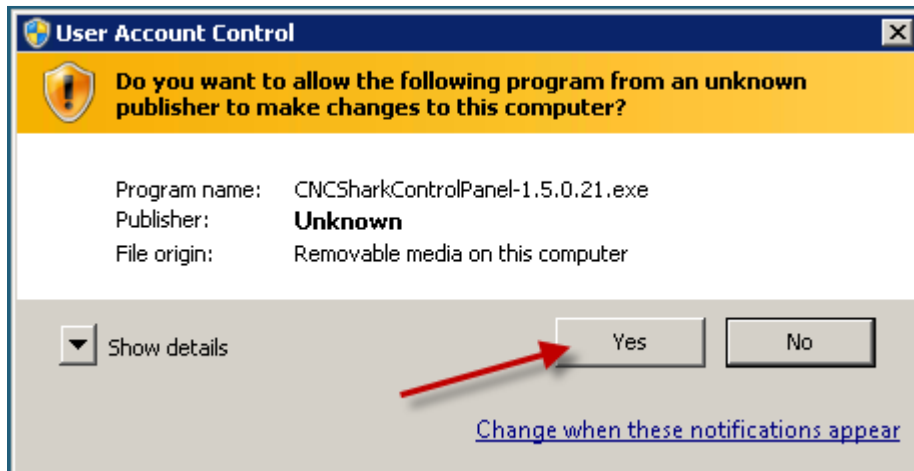 User Account Control
Do you want to allow the following program from an unknown
publisher to make changes to this computer?
Program name: CNCSharkControlPanel-1.5.0.21.exe
Publisher: Unknown
File origin: Removable media on this computer
Show details
Yes
No
Change when these notifications appear